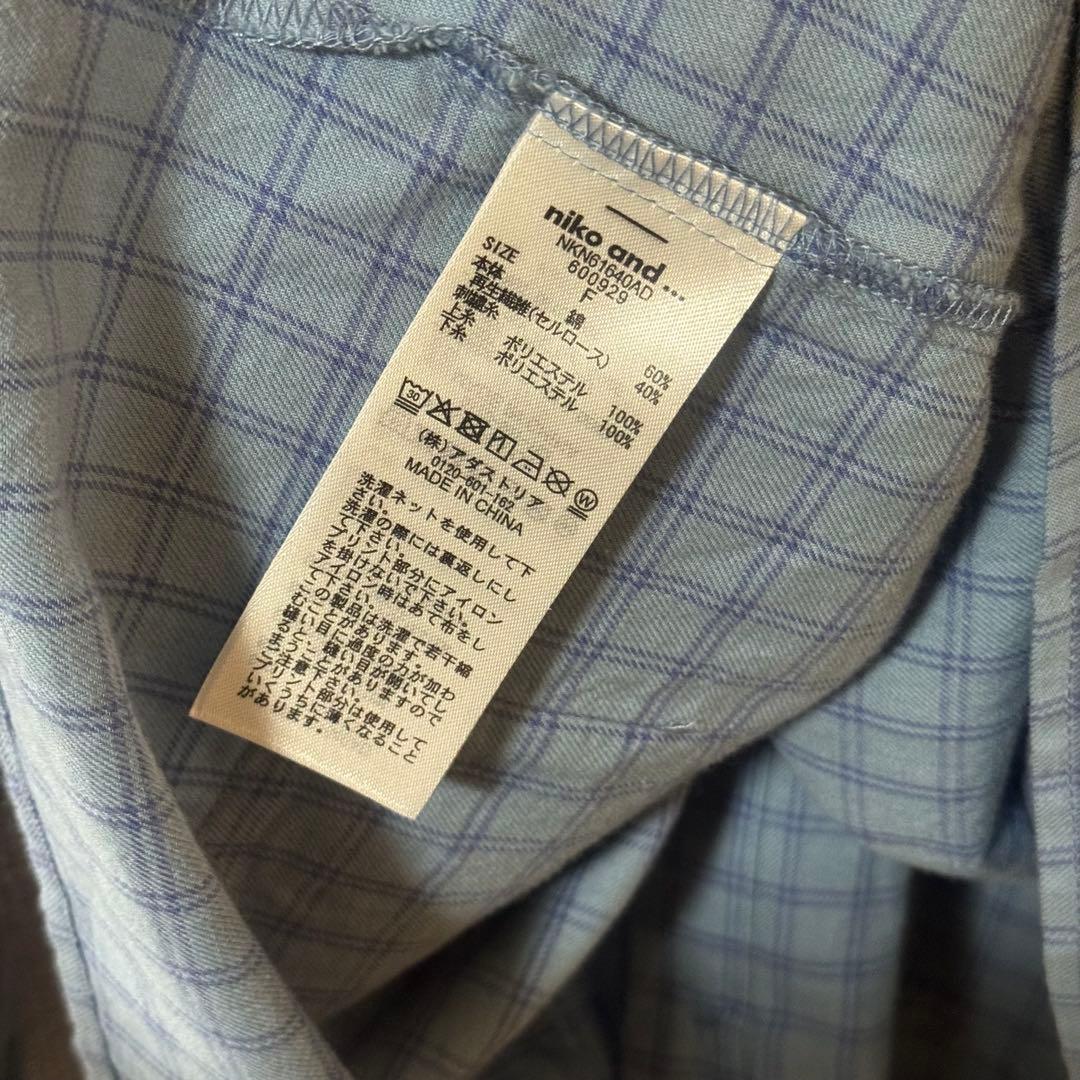 niko and ...
NKN61640AD
600929
SIZE F
本体 綿 60%
再生繊維(セルロース) 40%
刺繍糸
上糸 ポリエステル 100%
下糸 ポリエステル 100%
30
W
(株)アダストリア
0120-601-162
MADE IN CHINA
洗濯ネットを使用して下
さい。
洗濯の際には裏返しにし
て下さい。
プリント部分にアイロン
を掛けないで下さい。
アイロン時はあて布をし
て下さい。
この製品は洗濯で若干縮
むことがあります。
縫い目に過度の力が加わ
ると、縫い目が開いてし
まうことがありますので
ご注意下さい。
プリント部分は使用して
いくうちに薄くなること
があります。